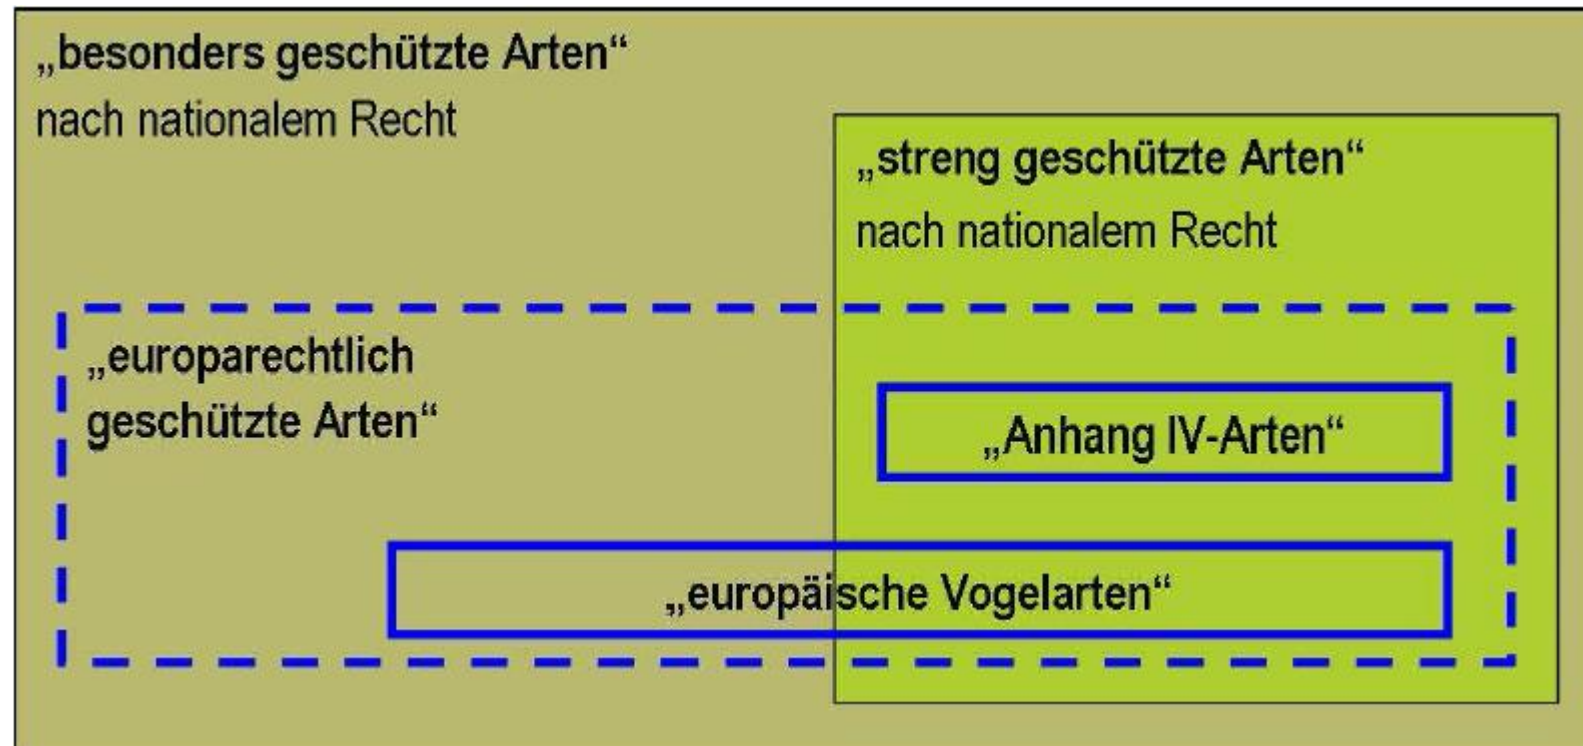 „besonders geschützte Arten“
nach nationalem Recht
„streng geschützte Arten“
nach nationalem Recht
„europarechtlich
geschützte Arten“
„Anhang IV-Arten“
„europäische Vogelarten“